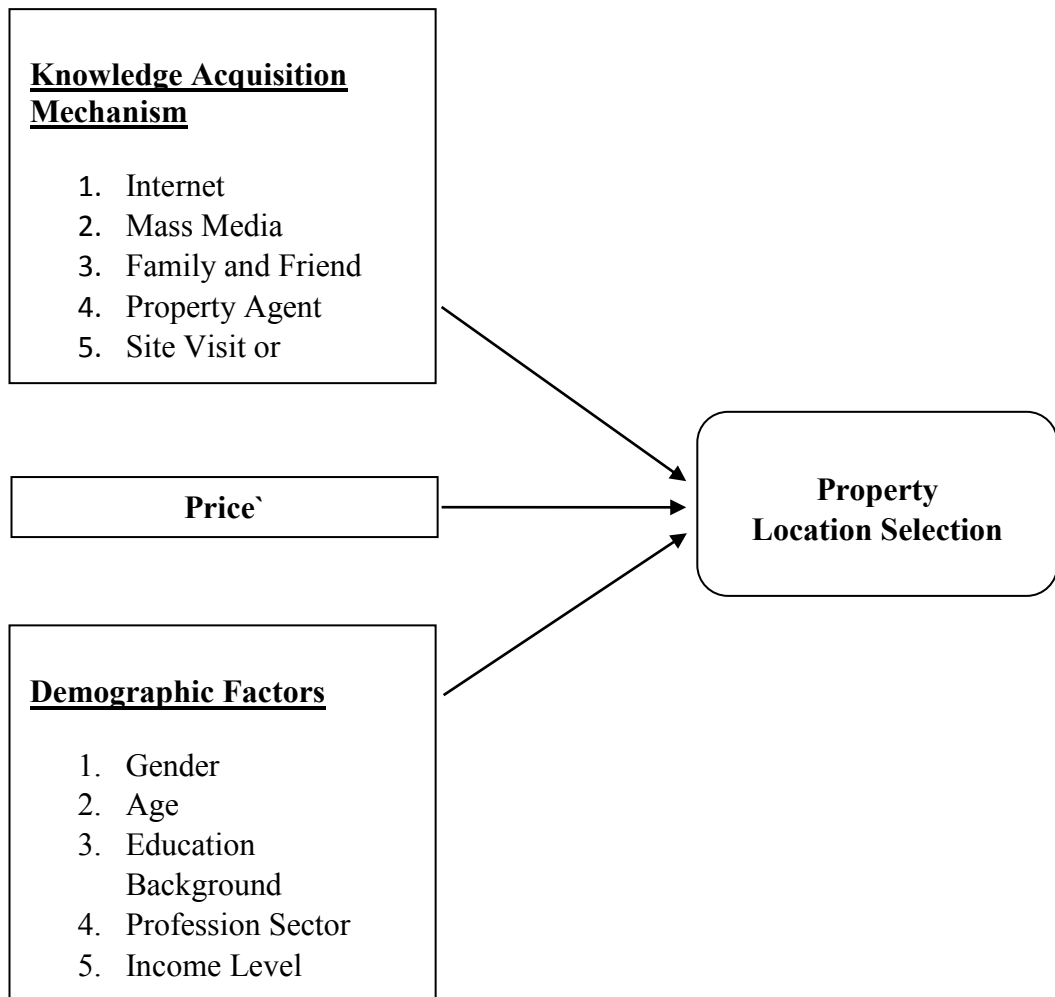 Knowledge Acquisition
Mechanism
1. Internet
2. Mass Media
3. Family and Friend
4. Property Agent
5. Site Visit or
Price`
Property
Location Selection
Demographic Factors
1. Gender
2. Age
3. Education
Background
4. Profession Sector
5. Income Level